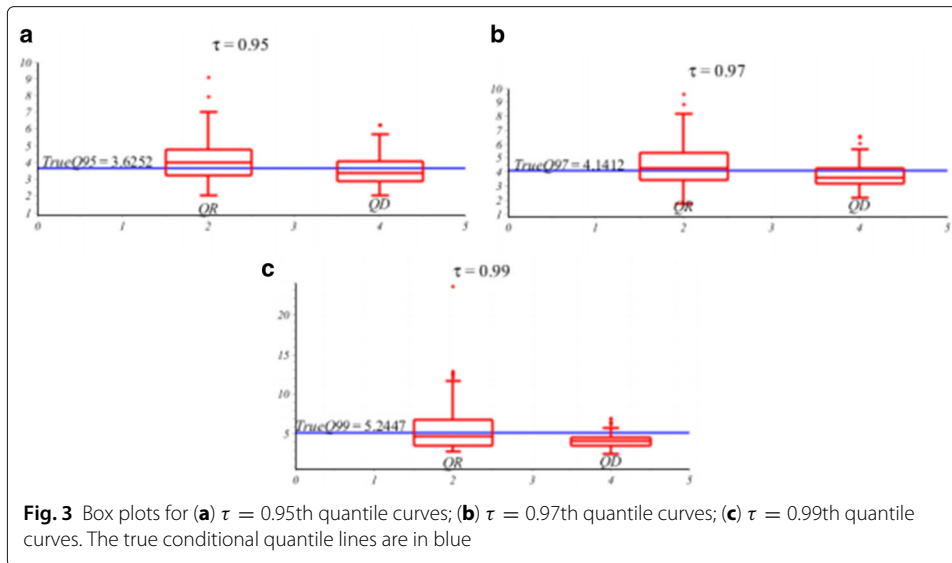 a
τ = 0.95
10
9
8
7
6
5
4
3
2
1
TrueQ95 = 3.6252
QR
QD
0 1 2 3 4 5
b
τ = 0.97
10
9
8
7
6
5
4
3
2
1
TrueQ97 = 4.1412
QR
QD
0 1 2 3 4 5
c
τ = 0.99
20
15
10
5
TrueQ99 = 5.2447
QR
QD
0 1 2 3 4 5
Fig. 3 Box plots for (a) τ = 0.95th quantile curves; (b) τ = 0.97th quantile curves; (c) τ = 0.99th quantile
curves. The true conditional quantile lines are in blue